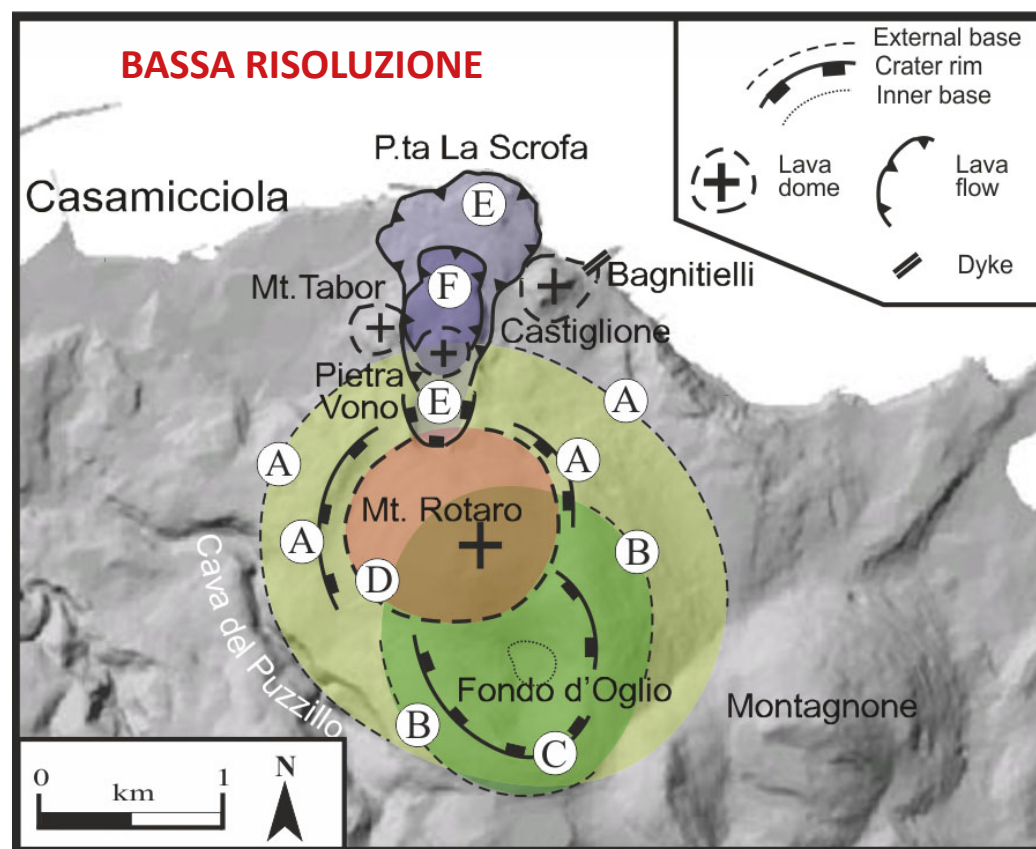 BASSA RISOLUZIONE
External base
Crater rim
Inner base
Lava
dome
Lava
flow
Dyke
P.ta La Scrofa
Casamicciola
E
Mt. Tabor
F
Bagnitielli
Castiglione
Pietra
Vono
E
A
A
A
Mt. Rotaro
A
B
D
Cava del Puzzillo
Fondo d'Oglio
Montagnone
B
C
0 1
km
N